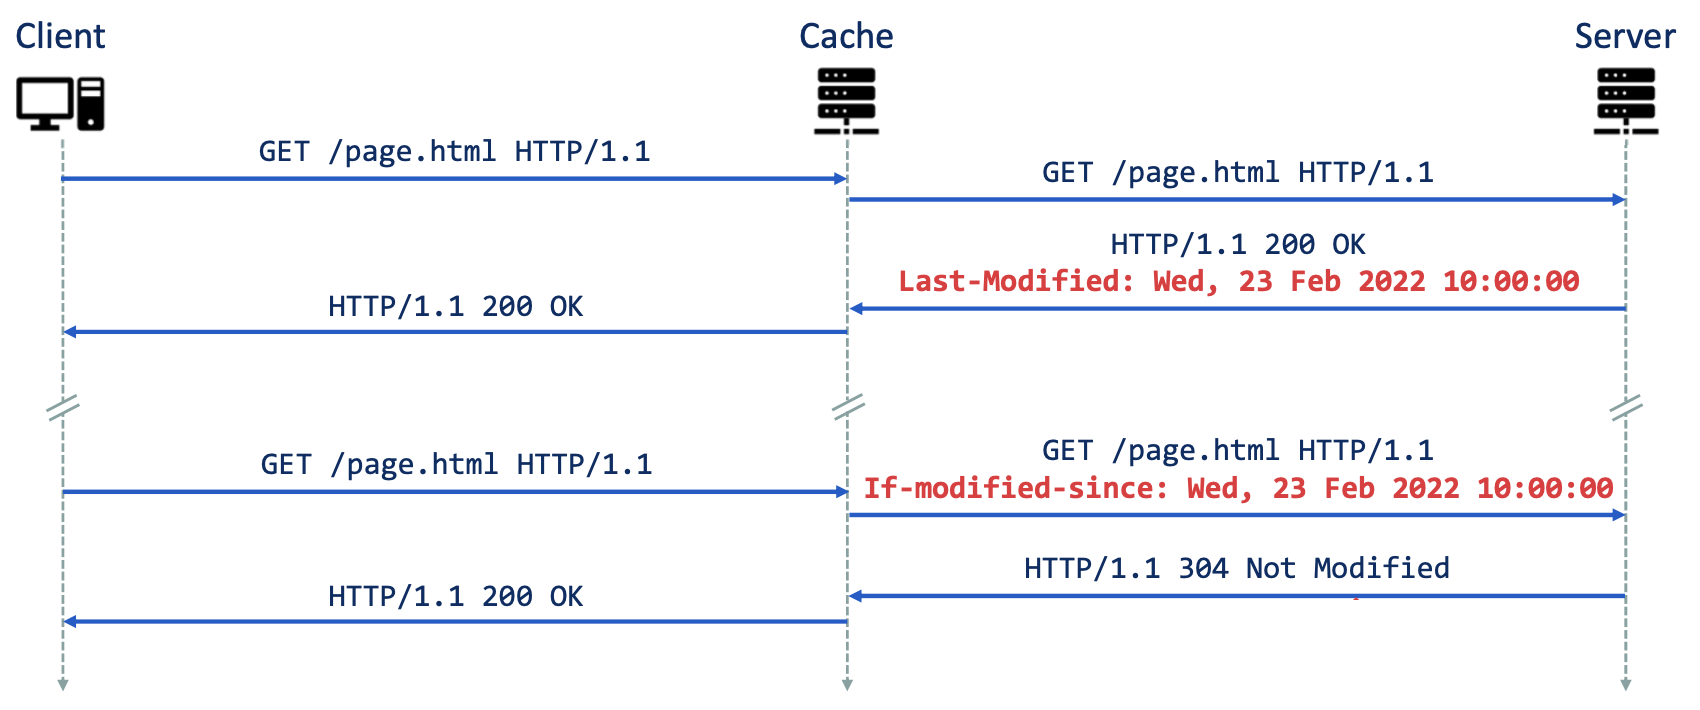 Client
Cache
Server
GET /page.html HTTP/1.1
GET /page.html HTTP/1.1
HTTP/1.1 200 OK
Last-Modified: Wed, 23 Feb 2022 10:00:00
HTTP/1.1 200 OK
GET /page.html HTTP/1.1
GET /page.html HTTP/1.1
If-modified-since: Wed, 23 Feb 2022 10:00:00
HTTP/1.1 304 Not Modified
HTTP/1.1 200 OK